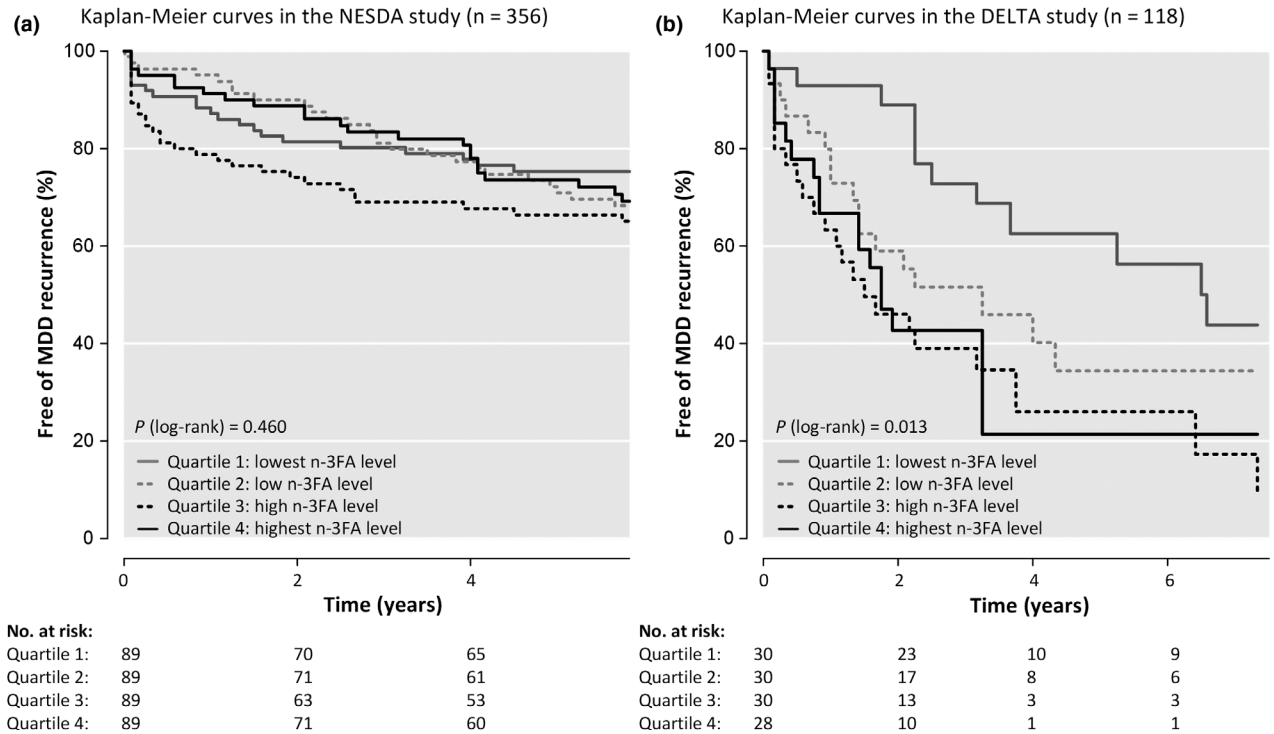 (a)
Kaplan-Meier curves in the NESDA study (n = 356)
100
80
60
40
20
0
Free of MDD recurrence (%)
P (log-rank) = 0.460
Quartile 1: lowest n-3FA level
Quartile 2: low n-3FA level
Quartile 3: high n-3FA level
Quartile 4: highest n-3FA level
0 2 4
Time (years)
No. at risk:
Quartile 1: 89 70 65
Quartile 2: 89 71 61
Quartile 3: 89 63 53
Quartile 4: 89 71 60
(b)
Kaplan-Meier curves in the DELTA study (n = 118)
100
80
60
40
20
0
Free of MDD recurrence (%)
P (log-rank) = 0.013
Quartile 1: lowest n-3FA level
Quartile 2: low n-3FA level
Quartile 3: high n-3FA level
Quartile 4: highest n-3FA level
0 2 4 6
Time (years)
No. at risk:
Quartile 1: 30 23 10 9
Quartile 2: 30 17 8 6
Quartile 3: 30 13 3 3
Quartile 4: 28 10 1 1